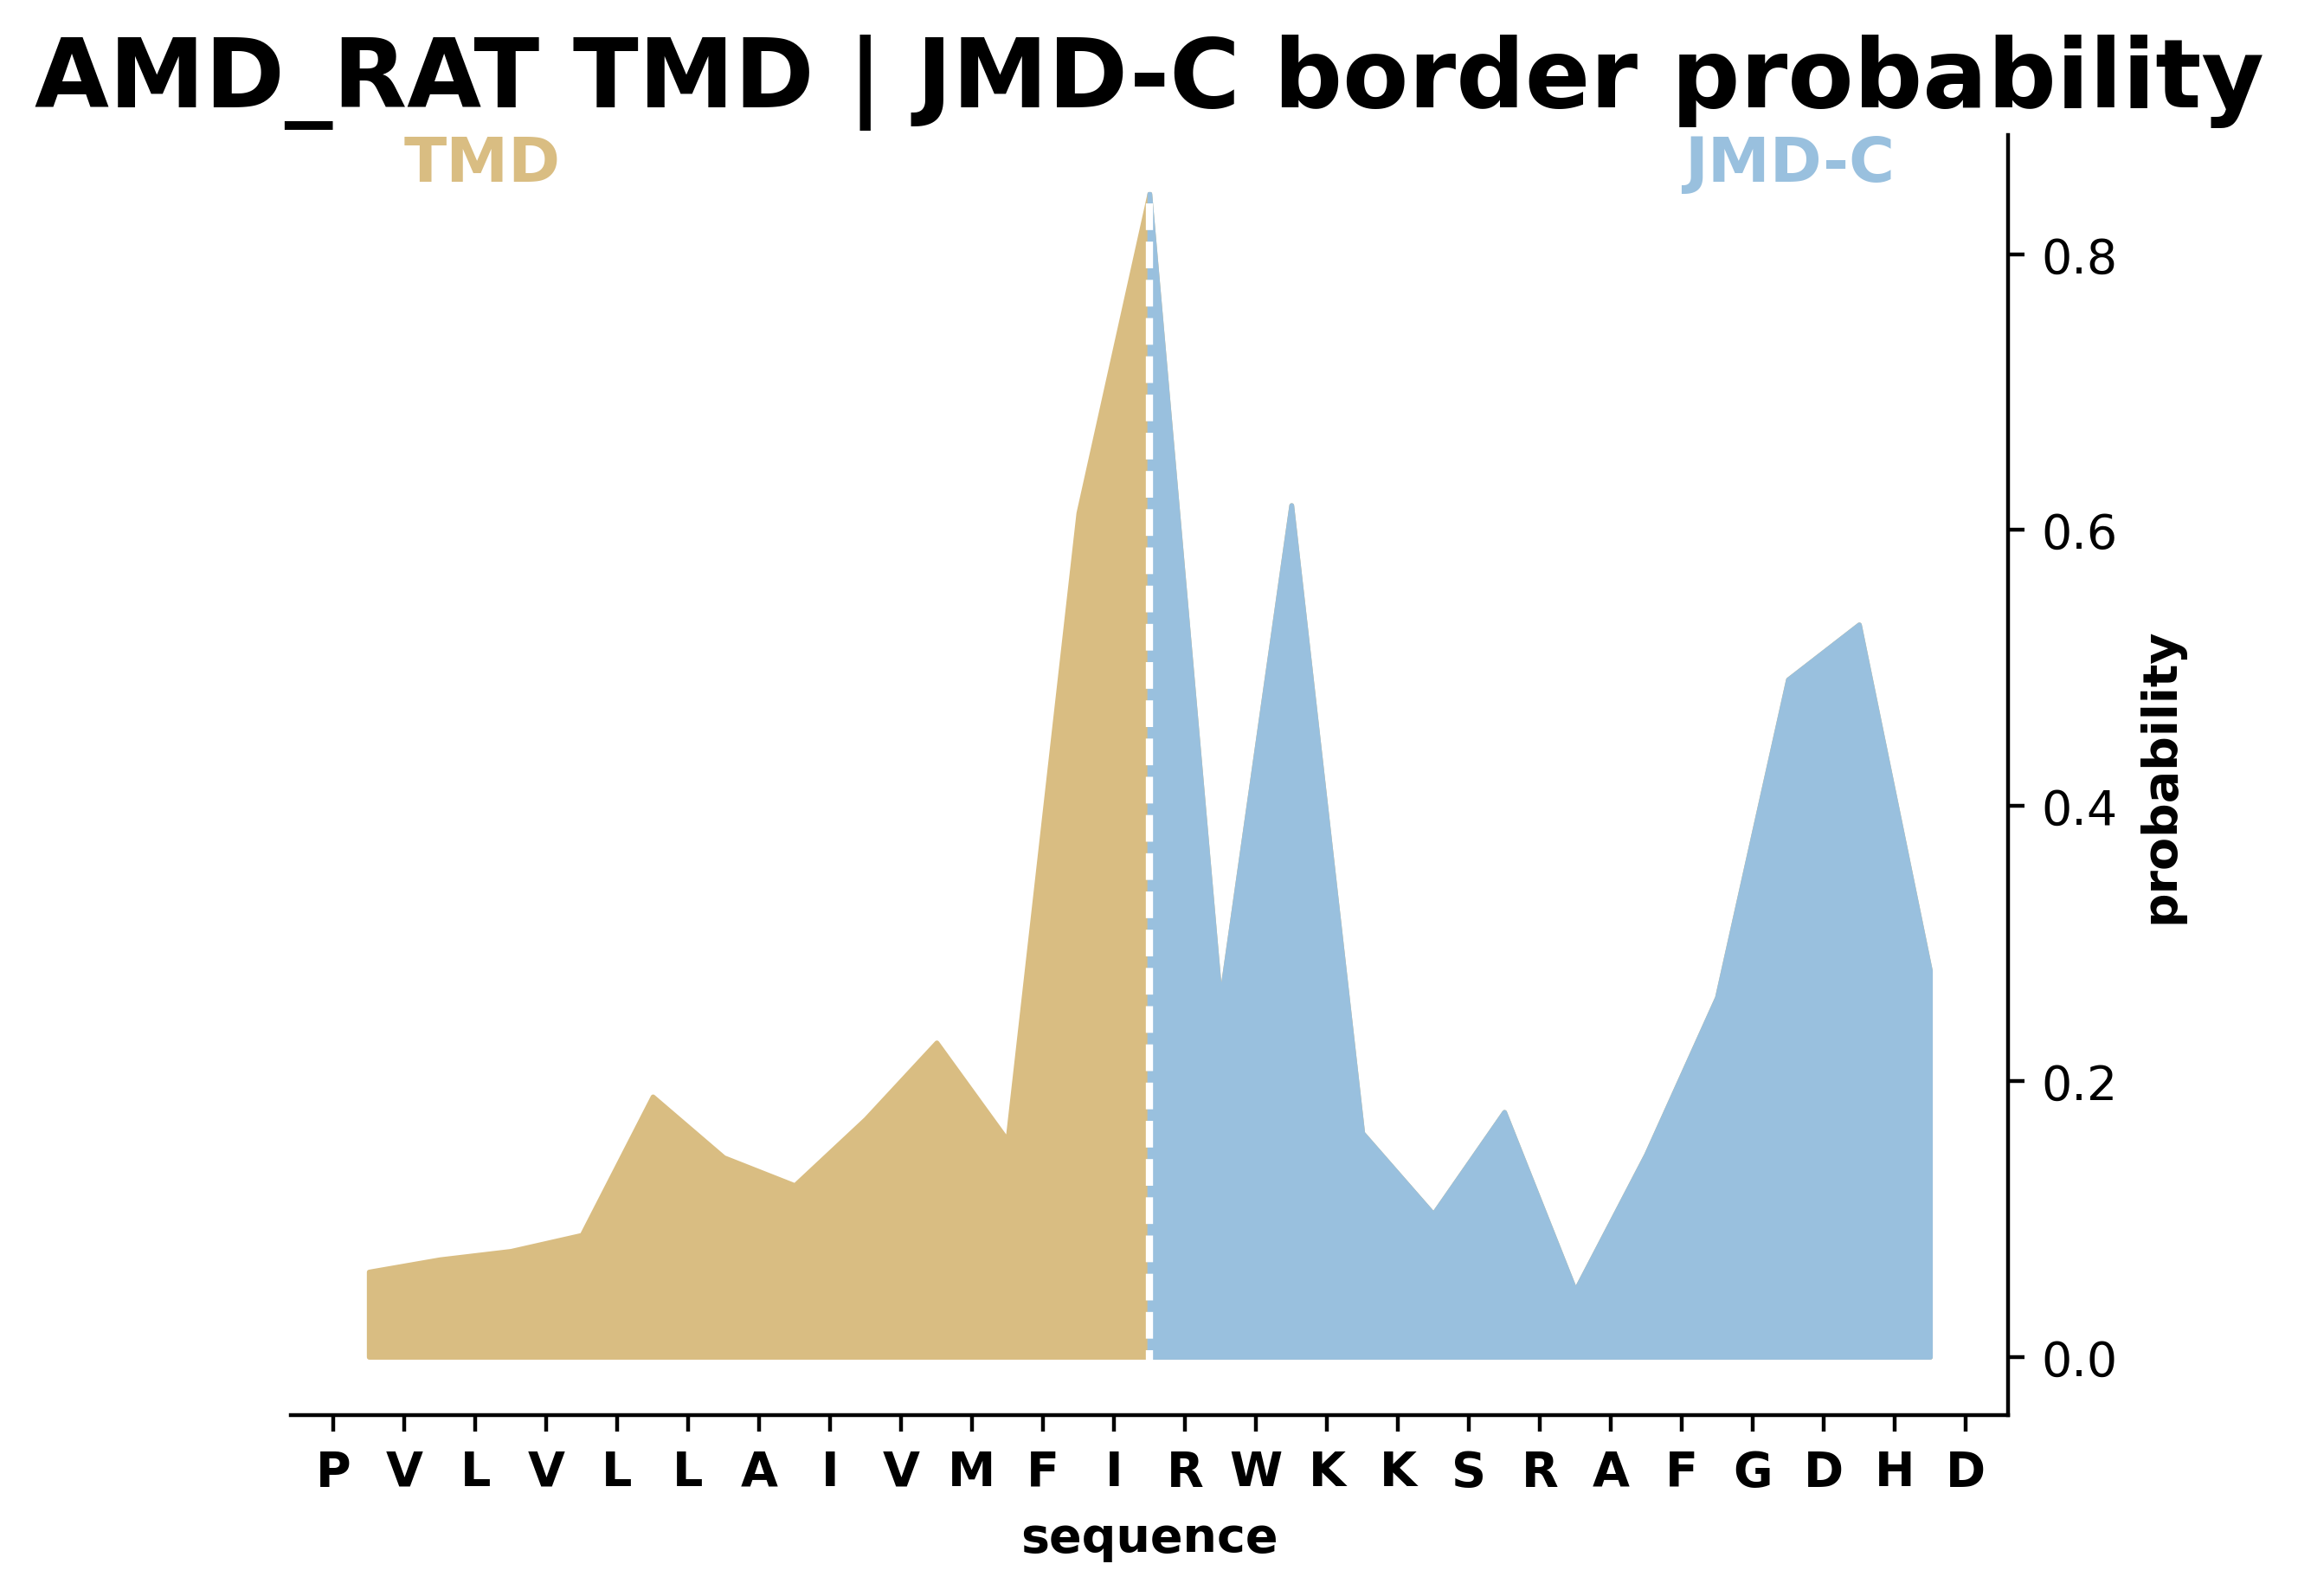 AMD_RAT TMD | JMD-C border probability
TMD JMD-C
0.8
0.6
0.4
0.2
0.0
probability
P V L V L L A I V M F I R W K K S R A F G D H D
sequence